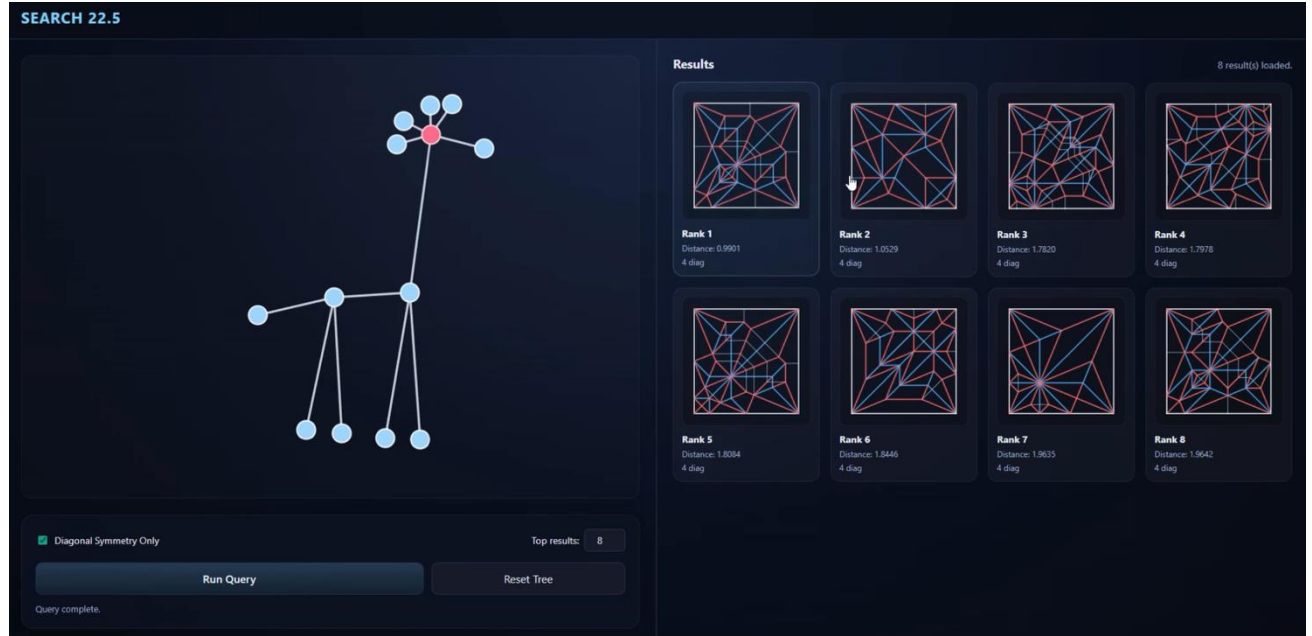 SEARCH 22.5
Results
8 result(s) loaded.
Rank 1
Distance: 0.9901
4 diag
Rank 2
Distance: 1.0529
4 diag
Rank 3
Distance: 1.7820
4 diag
Rank 4
Distance: 1.7978
4 diag
Rank 5
Distance: 1.8084
4 diag
Rank 6
Distance: 1.8446
4 diag
Rank 7
Distance: 1.9635
4 diag
Rank 8
Distance: 1.9642
4 diag
Diagonal Symmetry Only
Top results: 8
Run Query
Reset Tree
Query complete.